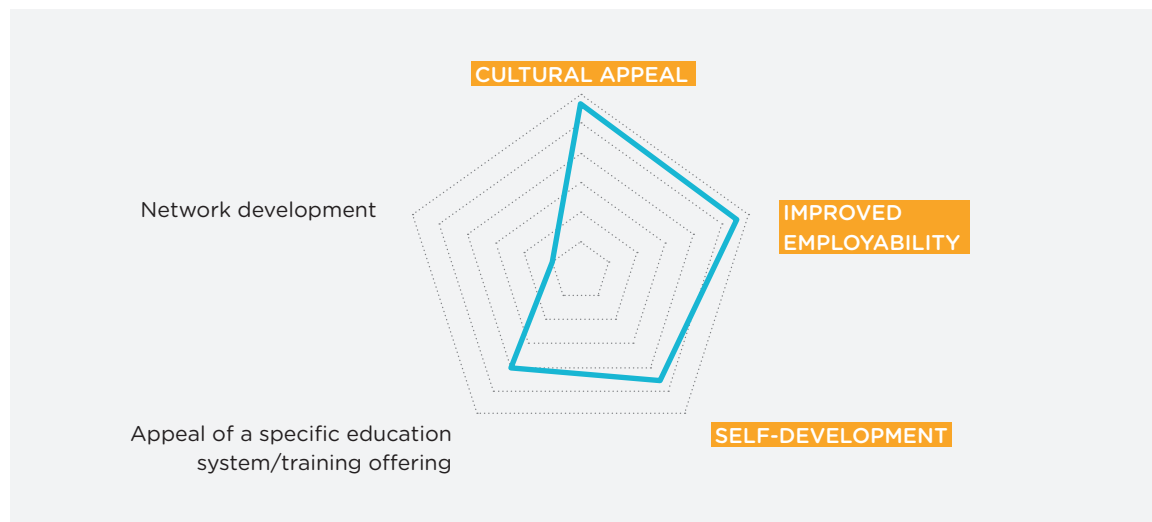 CULTURAL APPEAL
Network development
IMPROVED
EMPLOYABILITY
Appeal of a specific education
system/training offering
SELF-DEVELOPMENT